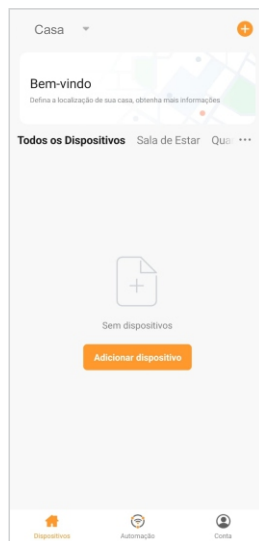 Casa
Bem-vindo
Defina a localização de sua casa, obtenha mais informações
Todos os Dispositivos Sala de Estar Qua
Sem dispositivos
Adicionar dispositivo
Dispositivos Automação Conta